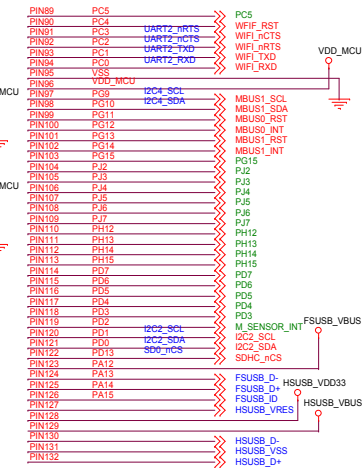 PIN89 PC5 PC5
PIN90 PC4 WFIF_RST
PIN91 PC3 UART2_nRTS WIFI_nCTS
PIN92 PC2 UART2_nCTS WIFI_nRTS
PIN93 PC1 UART2_TXD WIFI_TXD VDD_MCU
PIN94 PC0 UART2_RXD WIFI_RXD
PIN95 VSS
PIN96 VDD_MCU
MCU PIN97 PG9 I2C4_SCL MBUS1_SCL
PIN98 PG10 I2C4_SDA MBUS1_SDA
PIN99 PG11 MBUS0_RST
PIN100 PG12 MBUS0_INT
PIN101 PG13 MBUS1_RST
PIN102 PG14 MBUS1_INT
PIN103 PG15 PG15
PIN104 PJ2 PJ2
PIN105 PJ3 PJ3
MCU PIN106 PJ4 PJ4
PIN107 PJ5 PJ5
PIN108 PJ6 PJ6
PIN109 PJ7 PJ7
PIN110 PH12 PH12
PIN111 PH13 PH13
PIN112 PH14 PH14
PIN113 PH15 PH15
PIN114 PD7 PD7
PIN115 PD6 PD6
PIN116 PD5 PD5
PIN117 PD4 PD4
PIN118 PD3 PD3
PIN119 PD2 M_SENSOR_INT FSUSB_VBUS
PIN120 PD1 I2C2_SCL I2C2_SCL
PIN121 PD0 I2C2_SDA I2C2_SDA
PIN122 PD13 SD0_nCS SDHC_nCS
PIN123 PA12
PIN124 PA13 FSUSB_D-
PIN125 PA14 FSUSB_D+ HSUSB_VDD33
PIN126 PA15 FSUSB_ID
PIN127 HSUSB_VRES HSUSB_VBUS
PIN128
PIN129
PIN130 HSUSB_D-
PIN131 HSUSB_VSS
PIN132 HSUSB_D+